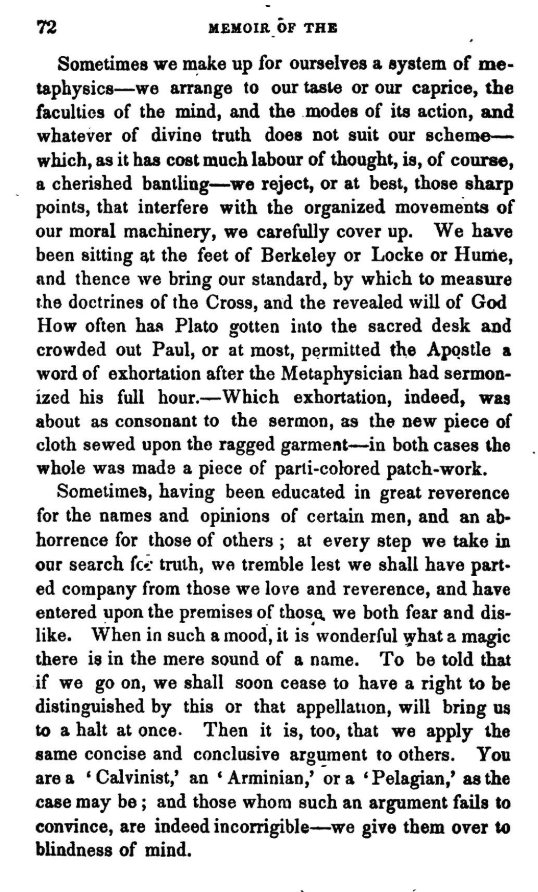 72 MEMOIR OF THE
Sometimes we make up for ourselves a system of me-
taphysics—we arrange to our taste or our caprice, the
faculties of the mind, and the modes of its action, and
whatever of divine truth does not suit our scheme—
which, as it has cost much labour of thought, is, of course,
a cherished bantling—we reject, or at best, those sharp
points, that interfere with the organized movements of
our moral machinery, we carefully cover up. We have
been sitting at the feet of Berkeley or Locke or Hume,
and thence we bring our standard, by which to measure
the doctrines of the Cross, and the revealed will of God
How often has Plato gotten into the sacred desk and
crowded out Paul, or at most, permitted the Apostle a
word of exhortation after the Metaphysician had sermon-
ized his full hour.—Which exhortation, indeed, was
about as consonant to the sermon, as the new piece of
cloth sewed upon the ragged garment—in both cases the
whole was made a piece of parti-colored patch-work.
Sometimes, having been educated in great reverence
for the names and opinions of certain men, and an ab-
horrence for those of others ; at every step we take in
our search for truth, we tremble lest we shall have part-
ed company from those we love and reverence, and have
entered upon the premises of those we both fear and dis-
like. When in such a mood, it is wonderful what a magic
there is in the mere sound of a name. To be told that
if we go on, we shall soon cease to have a right to be
distinguished by this or that appellation, will bring us
to a halt at once. Then it is, too, that we apply the
same concise and conclusive argument to others. You
are a ‘ Calvinist,’ an ‘ Arminian,’ or a ‘ Pelagian,’ as the
case may be ; and those whom such an argument fails to
convince, are indeed incorrigible—we give them over to
blindness of mind.